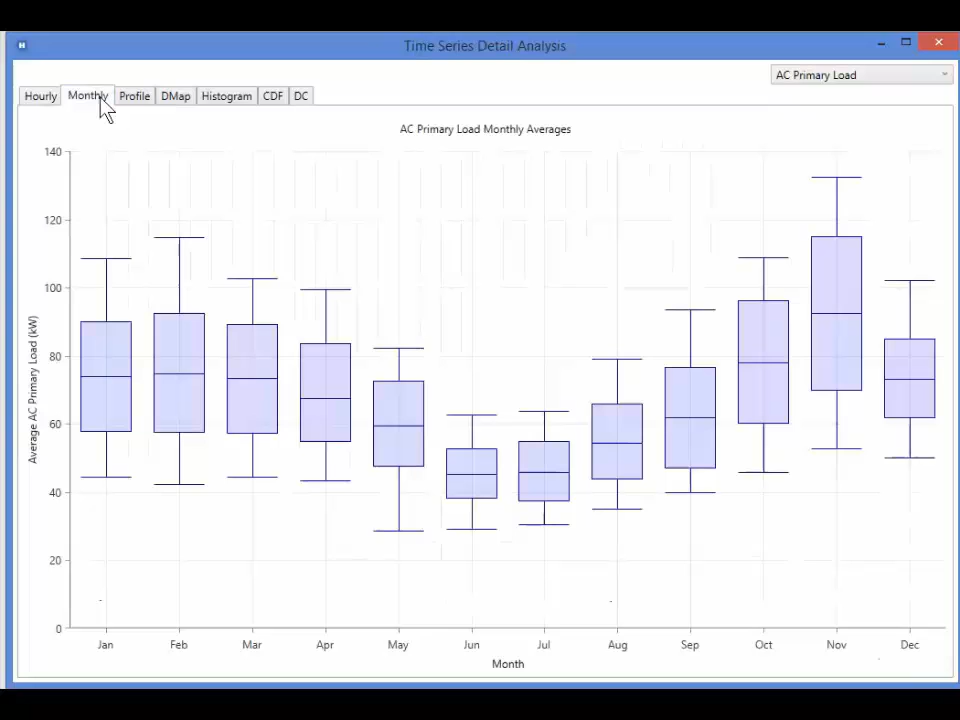 H
Time Series Detail Analysis
AC Primary Load
Hourly Monthly Profile DMap Histogram CDF DC
AC Primary Load Monthly Averages
Average AC Primary Load (kW)
140
120
100
80
60
40
20
0
Jan Feb Mar Apr May Jun Jul Aug Sep Oct Nov Dec
Month